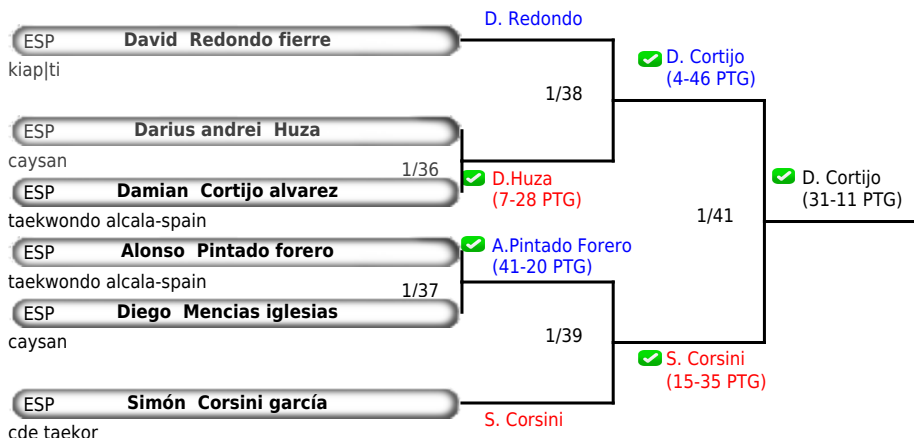 D. Redondo
ESP David Redondo fierre
kiap|ti
D. Cortijo
(4-46 PTG)
1/38
ESP Darius andrei Huza
caysan
1/36
D.Huza
(7-28 PTG)
ESP Damian Cortijo alvarez
taekwondo alcala-spain
D. Cortijo
(31-11 PTG)
1/41
ESP Alonso Pintado forero
taekwondo alcala-spain
A.Pintado Forero
(41-20 PTG)
1/37
ESP Diego Mencias iglesias
caysan
1/39
S. Corsini
(15-35 PTG)
ESP Simón Corsini garcía
cde taekor
S. Corsini